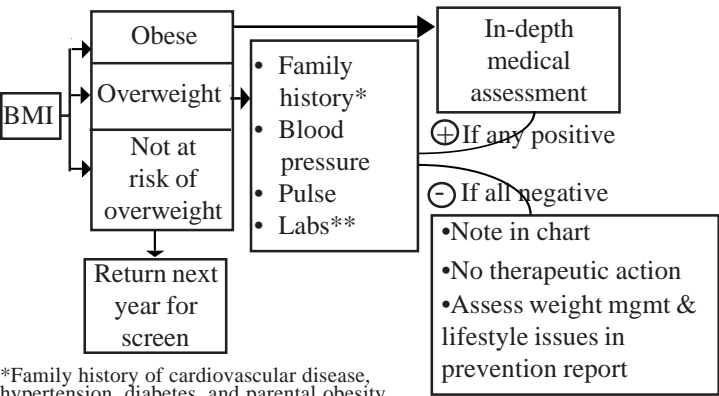 BMI
Obese
Overweight
Not at
risk of
overweight
Return next
year for
screen
• Family
history*
• Blood
pressure
• Pulse
• Labs**
In-depth
medical
assessment
+ If any positive
- If all negative
•Note in chart
•No therapeutic action
•Assess weight mgmt &
lifestyle issues in
prevention report
*Family history of cardiovascular disease,
hypertension, diabetes, and parental obesity